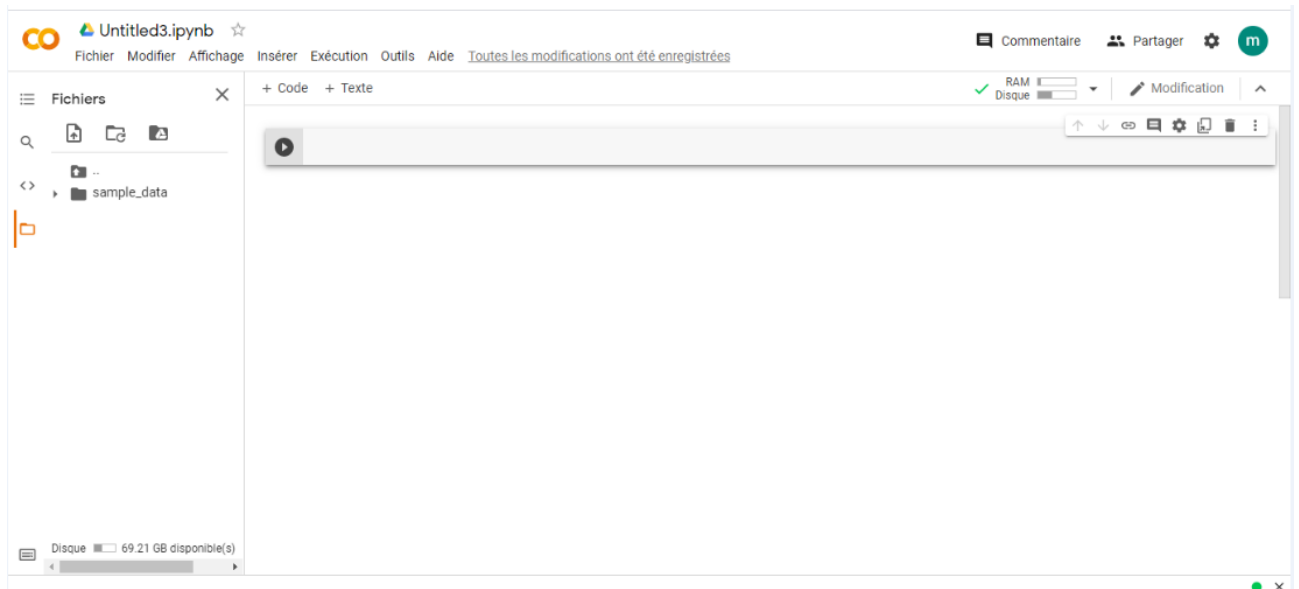 Untitled3.ipynb
Fichier Modifier Affichage Insérer Exécution Outils Aide Toutes les modifications ont été enregistrées
Commentaire Partager m
Fichiers
+ Code + Texte
RAM
Disque
Modification
..
sample_data
Disque 69.21 GB disponible(s)